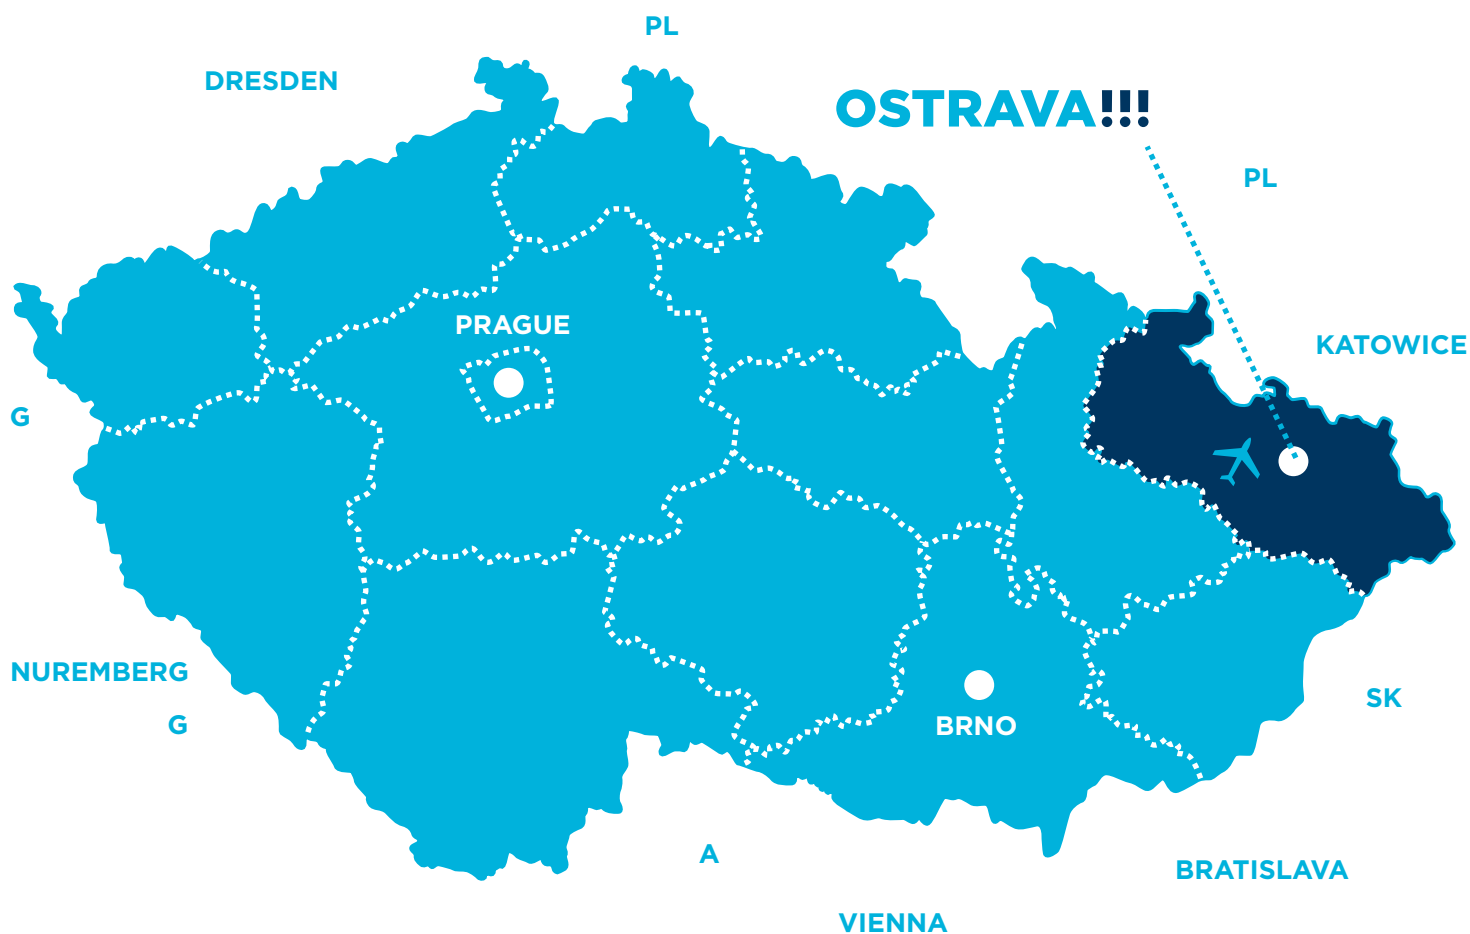 PL
DRESDEN
OSTRAVA!!!
PL
PRAGUE
KATOWICE
G
NUREMBERG
SK
G
BRNO
A
BRATISLAVA
VIENNA